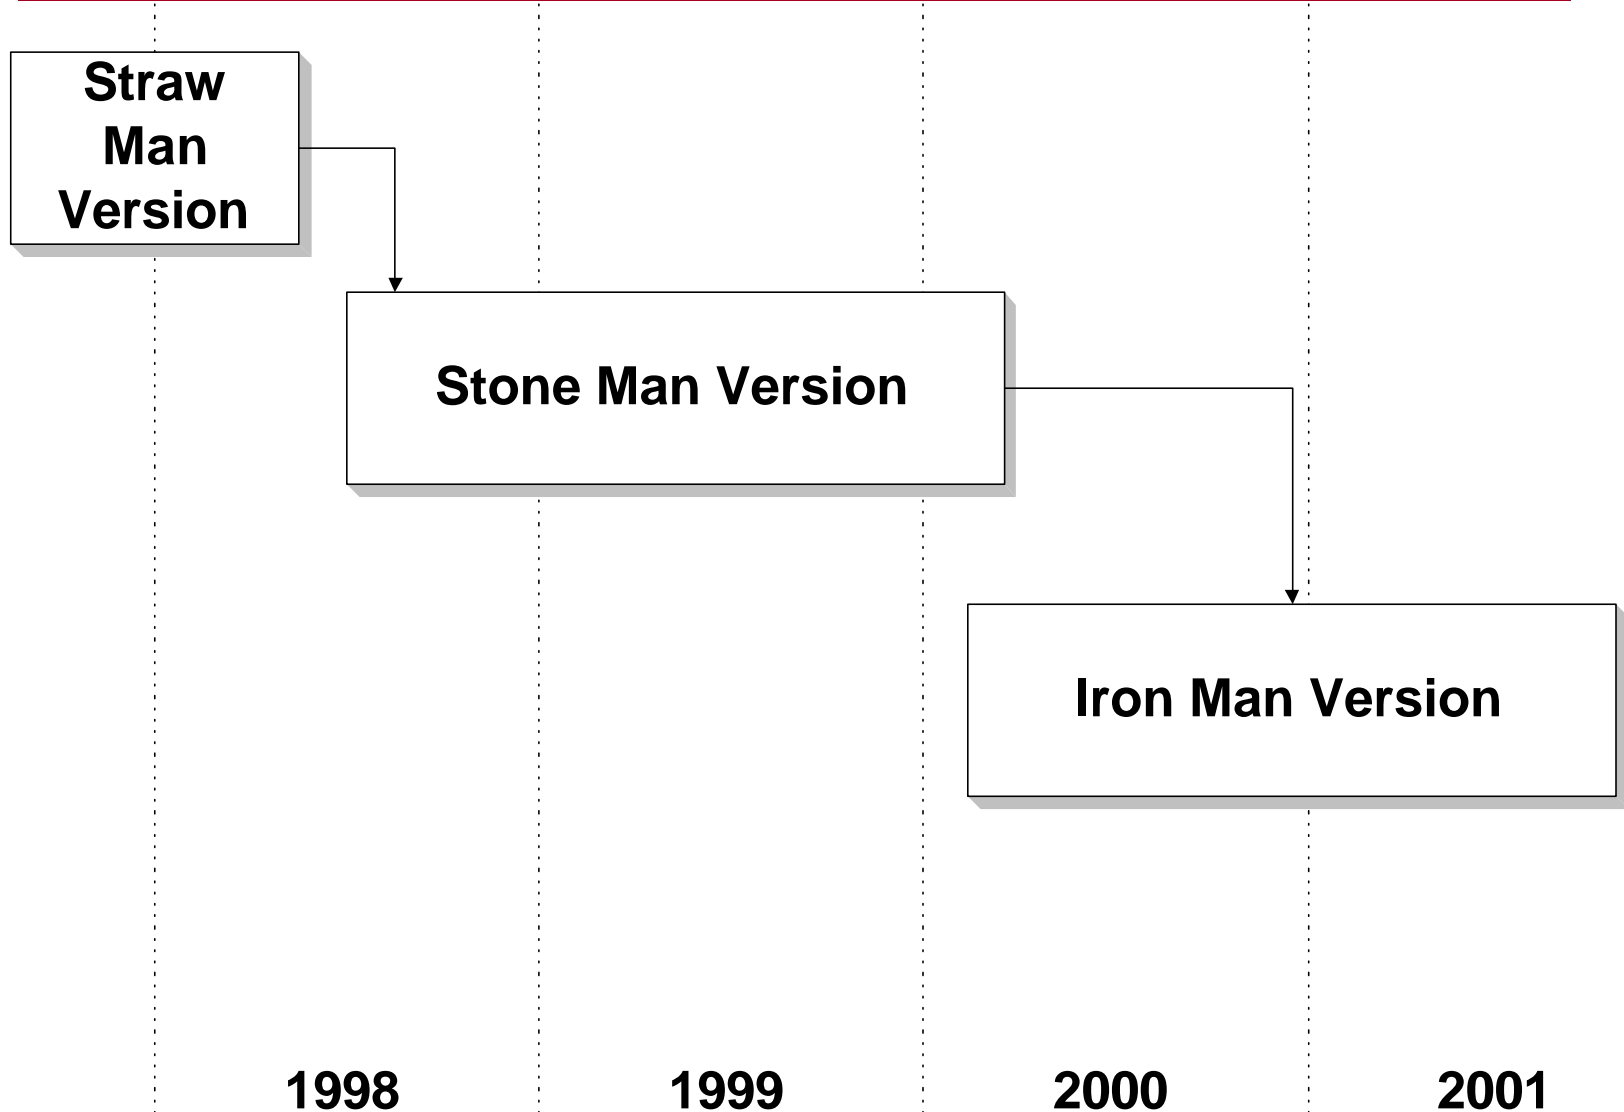 Straw
Man
Version
Stone Man Version
Iron Man Version
1998 1999 2000 2001